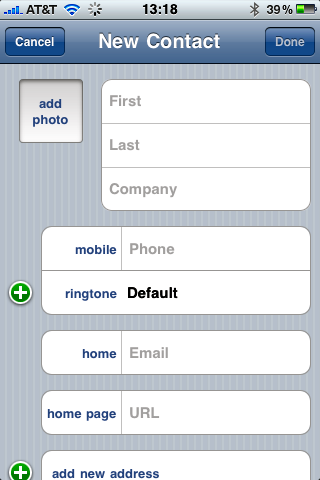 AT&T 13:18 39%
Cancel New Contact Done
add
photo
First
Last
Company
mobile Phone
ringtone Default
home Email
home page URL
add new address